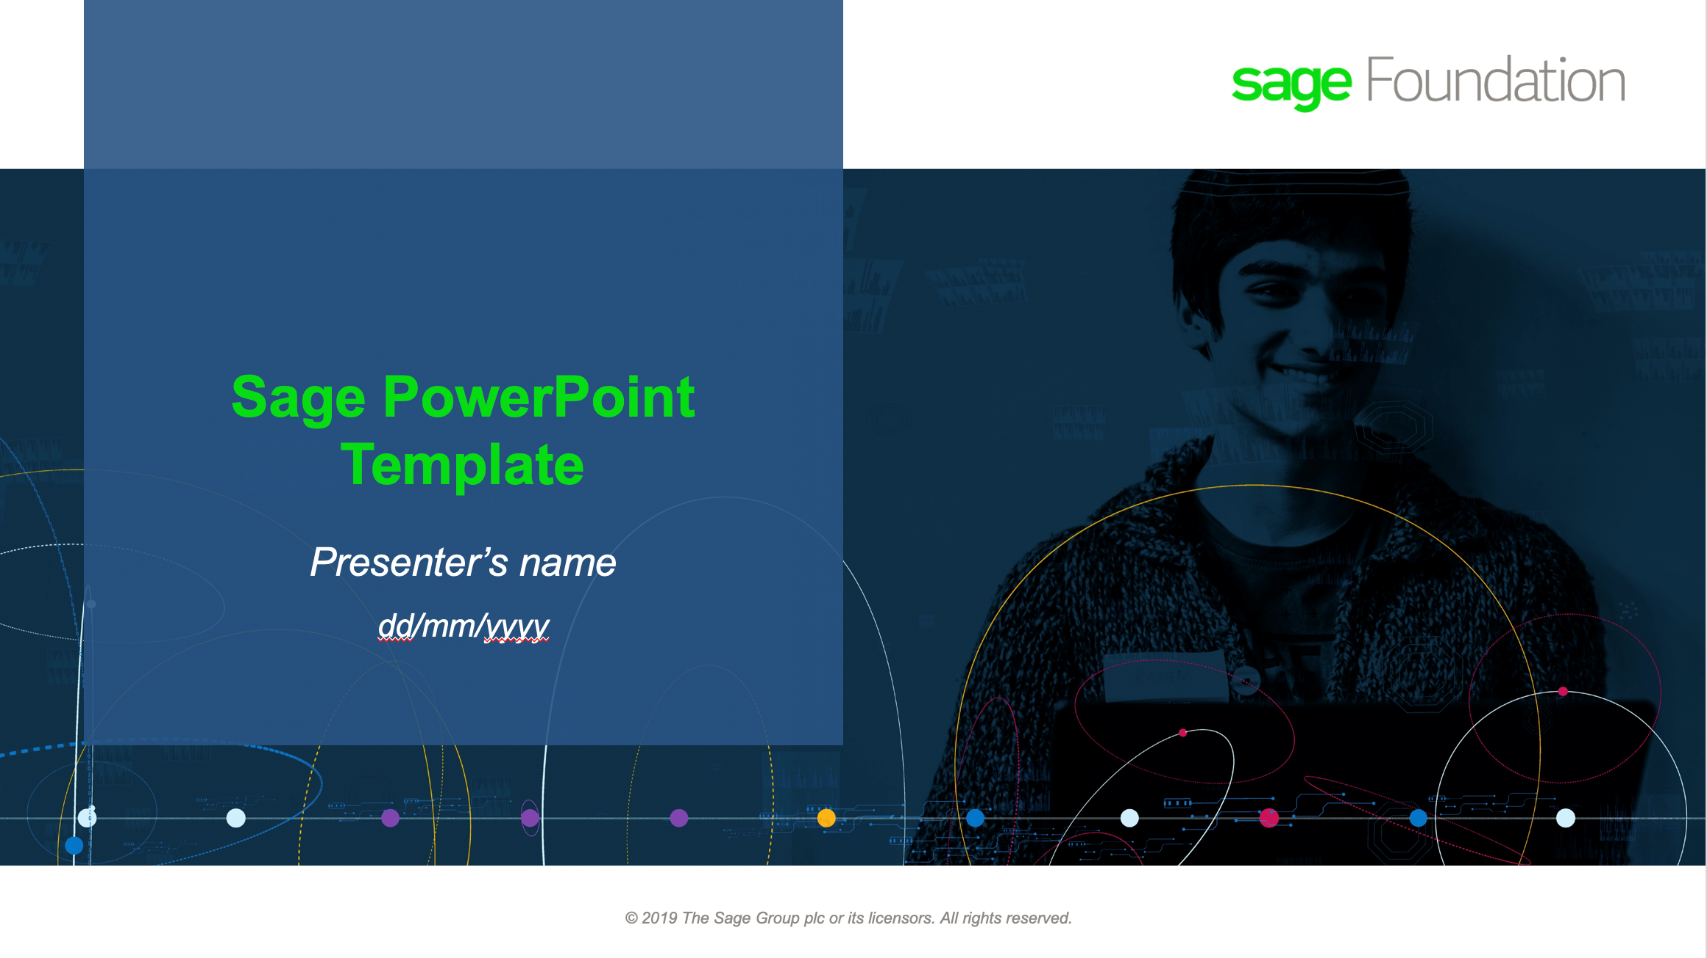 sage Foundation
Sage PowerPoint
Template
Presenter’s name
dd/mm/yyyy
© 2019 The Sage Group plc or its licensors. All rights reserved.